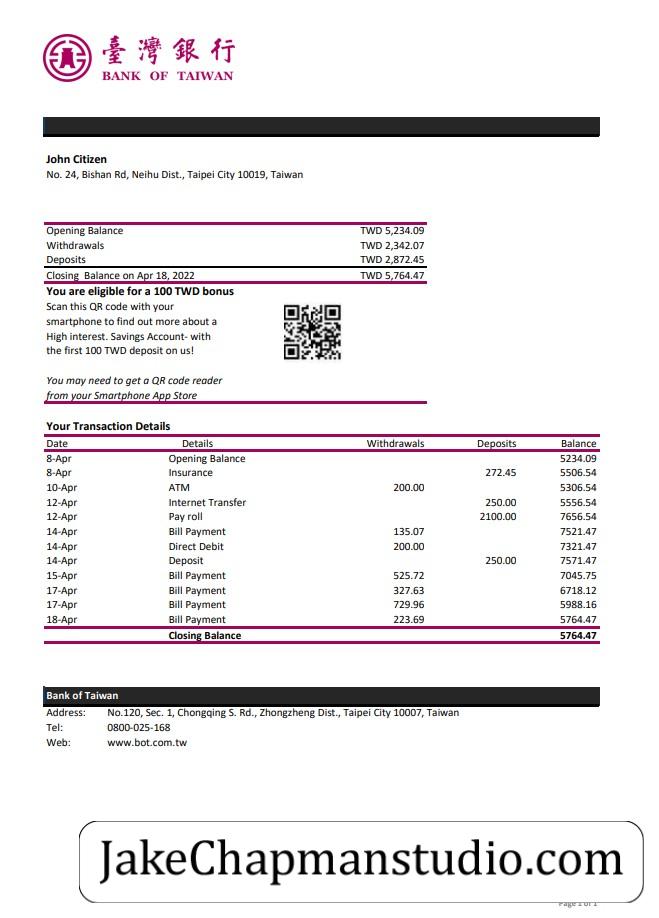 臺灣銀行
BANK OF TAIWAN
John Citizen
No. 24, Bishan Rd, Neihu Dist., Taipei City 10019, Taiwan
Opening Balance TWD 5,234.09
Withdrawals TWD 2,342.07
Deposits TWD 2,872.45
Closing Balance on Apr 18, 2022 TWD 5,764.47
You are eligible for a 100 TWD bonus
Scan this QR code with your
smartphone to find out more about a
High interest. Savings Account- with
the first 100 TWD deposit on us!
You may need to get a QR code reader
from your Smartphone App Store
Your Transaction Details
Date Details Withdrawals Deposits Balance
8-Apr Opening Balance 5234.09
8-Apr Insurance 272.45 5506.54
10-Apr ATM 200.00 5306.54
12-Apr Internet Transfer 250.00 5556.54
12-Apr Pay roll 2100.00 7656.54
14-Apr Bill Payment 135.07 7521.47
14-Apr Direct Debit 200.00 7321.47
14-Apr Deposit 250.00 7571.47
15-Apr Bill Payment 525.72 7045.75
17-Apr Bill Payment 327.63 6718.12
17-Apr Bill Payment 729.96 5988.16
18-Apr Bill Payment 223.69 5764.47
Closing Balance 5764.47
Bank of Taiwan
Address: No.120, Sec. 1, Chongqing S. Rd., Zhongzheng Dist., Taipei City 10007, Taiwan
Tel: 0800-025-168
Web: www.bot.com.tw
JakeChapmanstudio.com
Page 1 of 1